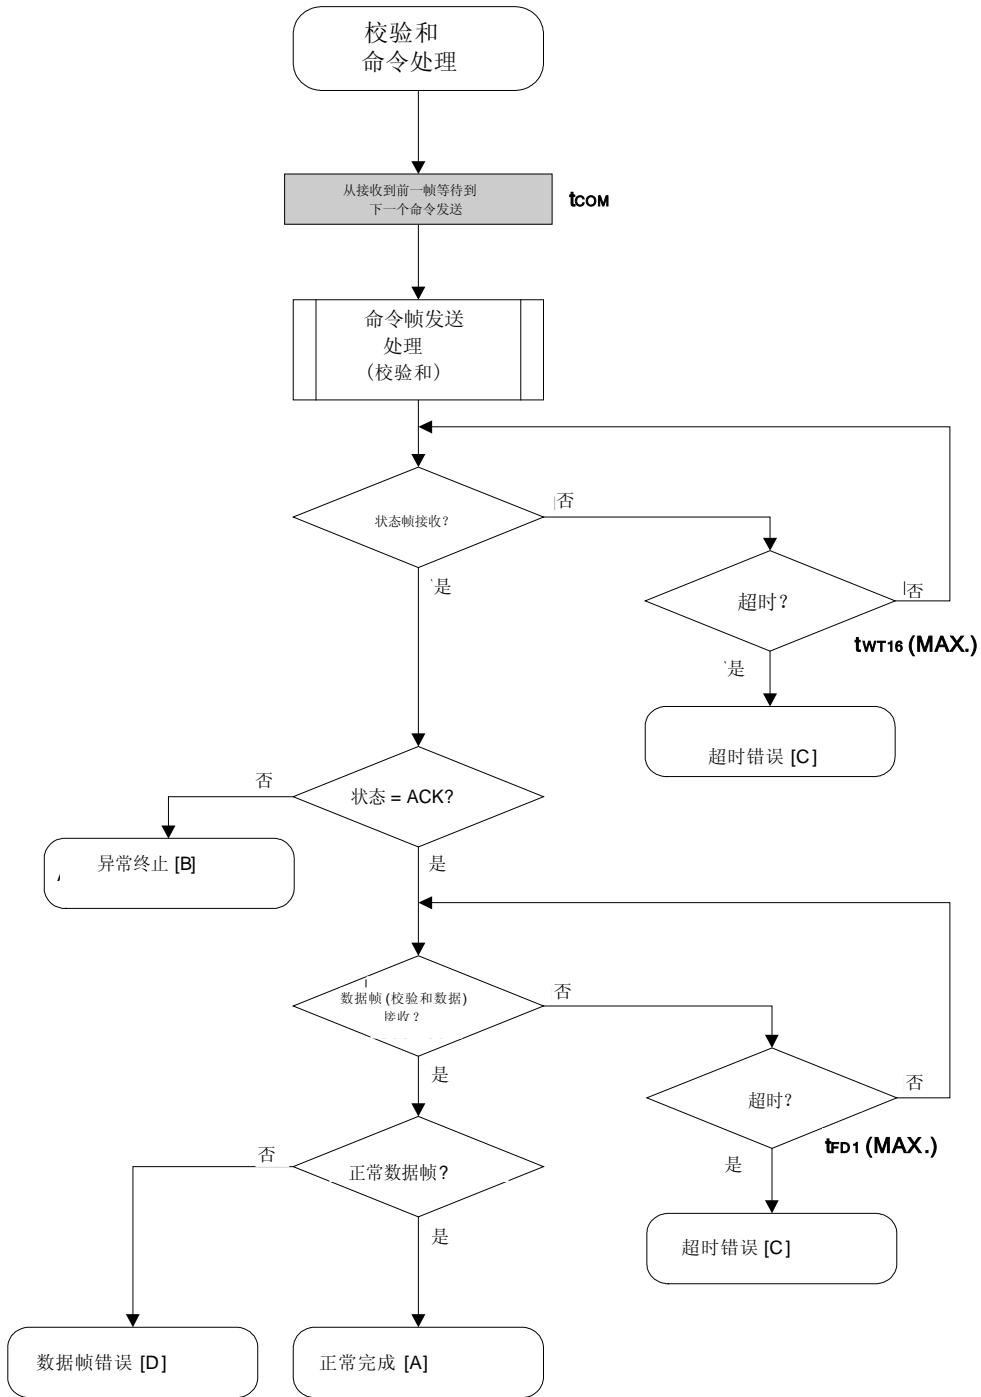 校验和
命令处理
从接收到前一帧等待到
下一个命令发送
tCOM
命令帧发送
处理
(校验和)
状态帧接收?
否
是
超时?
否
tWT16 (MAX.)
是
超时错误 [C]
状态 = ACK?
否
异常终止 [B]
是
数据帧 (校验和数据)
接收?
否
是
超时?
否
tFD1 (MAX.)
是
超时错误 [C]
正常数据帧?
否
是
数据帧错误 [D]
正常完成 [A]